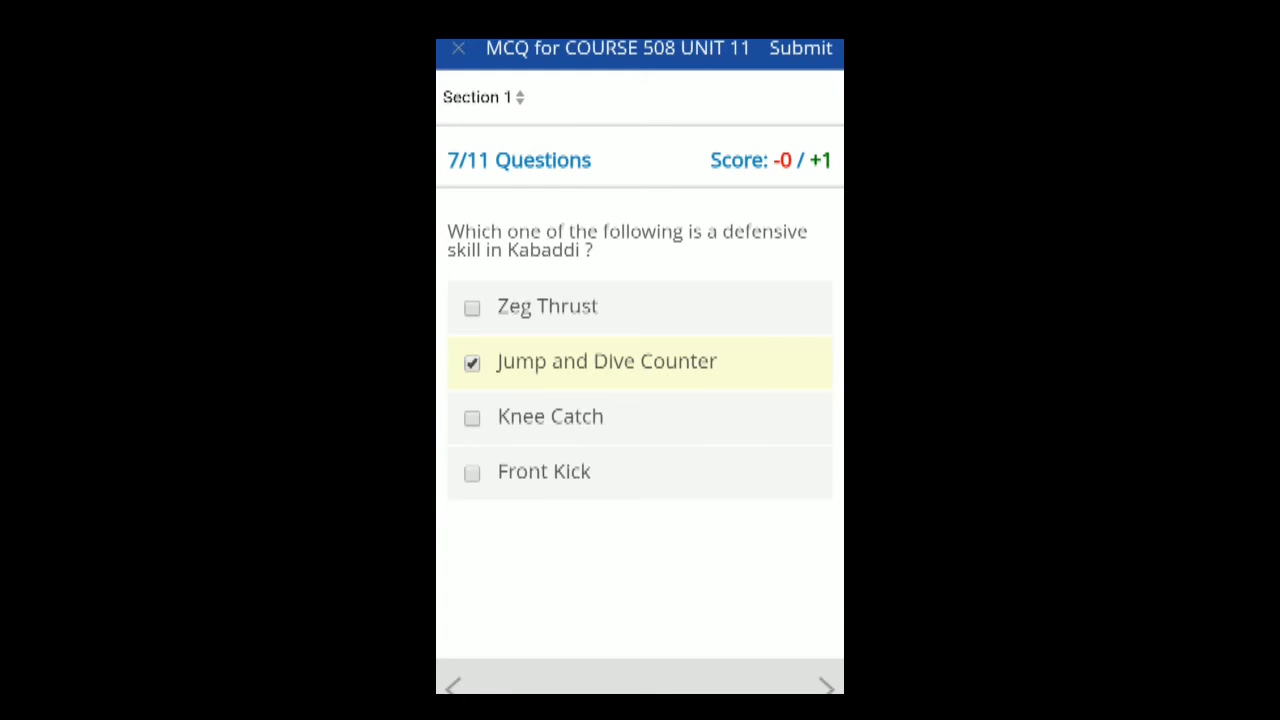 MCQ for COURSE 508 UNIT 11 Submit
Section 1
7/11 Questions Score: -0 / +1
Which one of the following is a defensive
skill in Kabaddi ?
Zeg Thrust
Jump and Dive Counter
Knee Catch
Front Kick